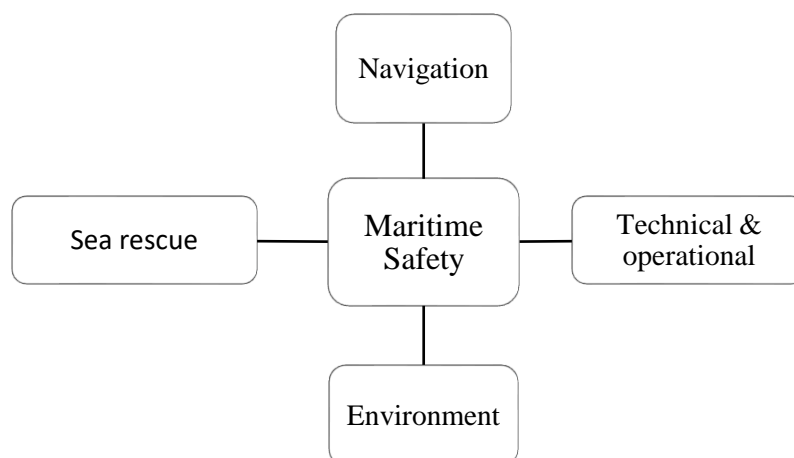 Navigation
Sea rescue
Maritime
Safety
Technical &
operational
Environment